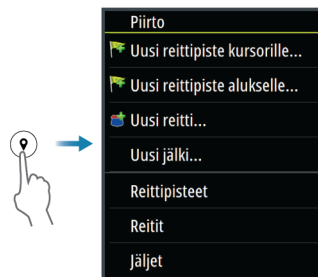 Piirto
Uusi reittipiste kursorille...
Uusi reittipiste alukselle...
Uusi reitti...
Uusi jälki...
Reittipisteet
Reitit
Jäljet